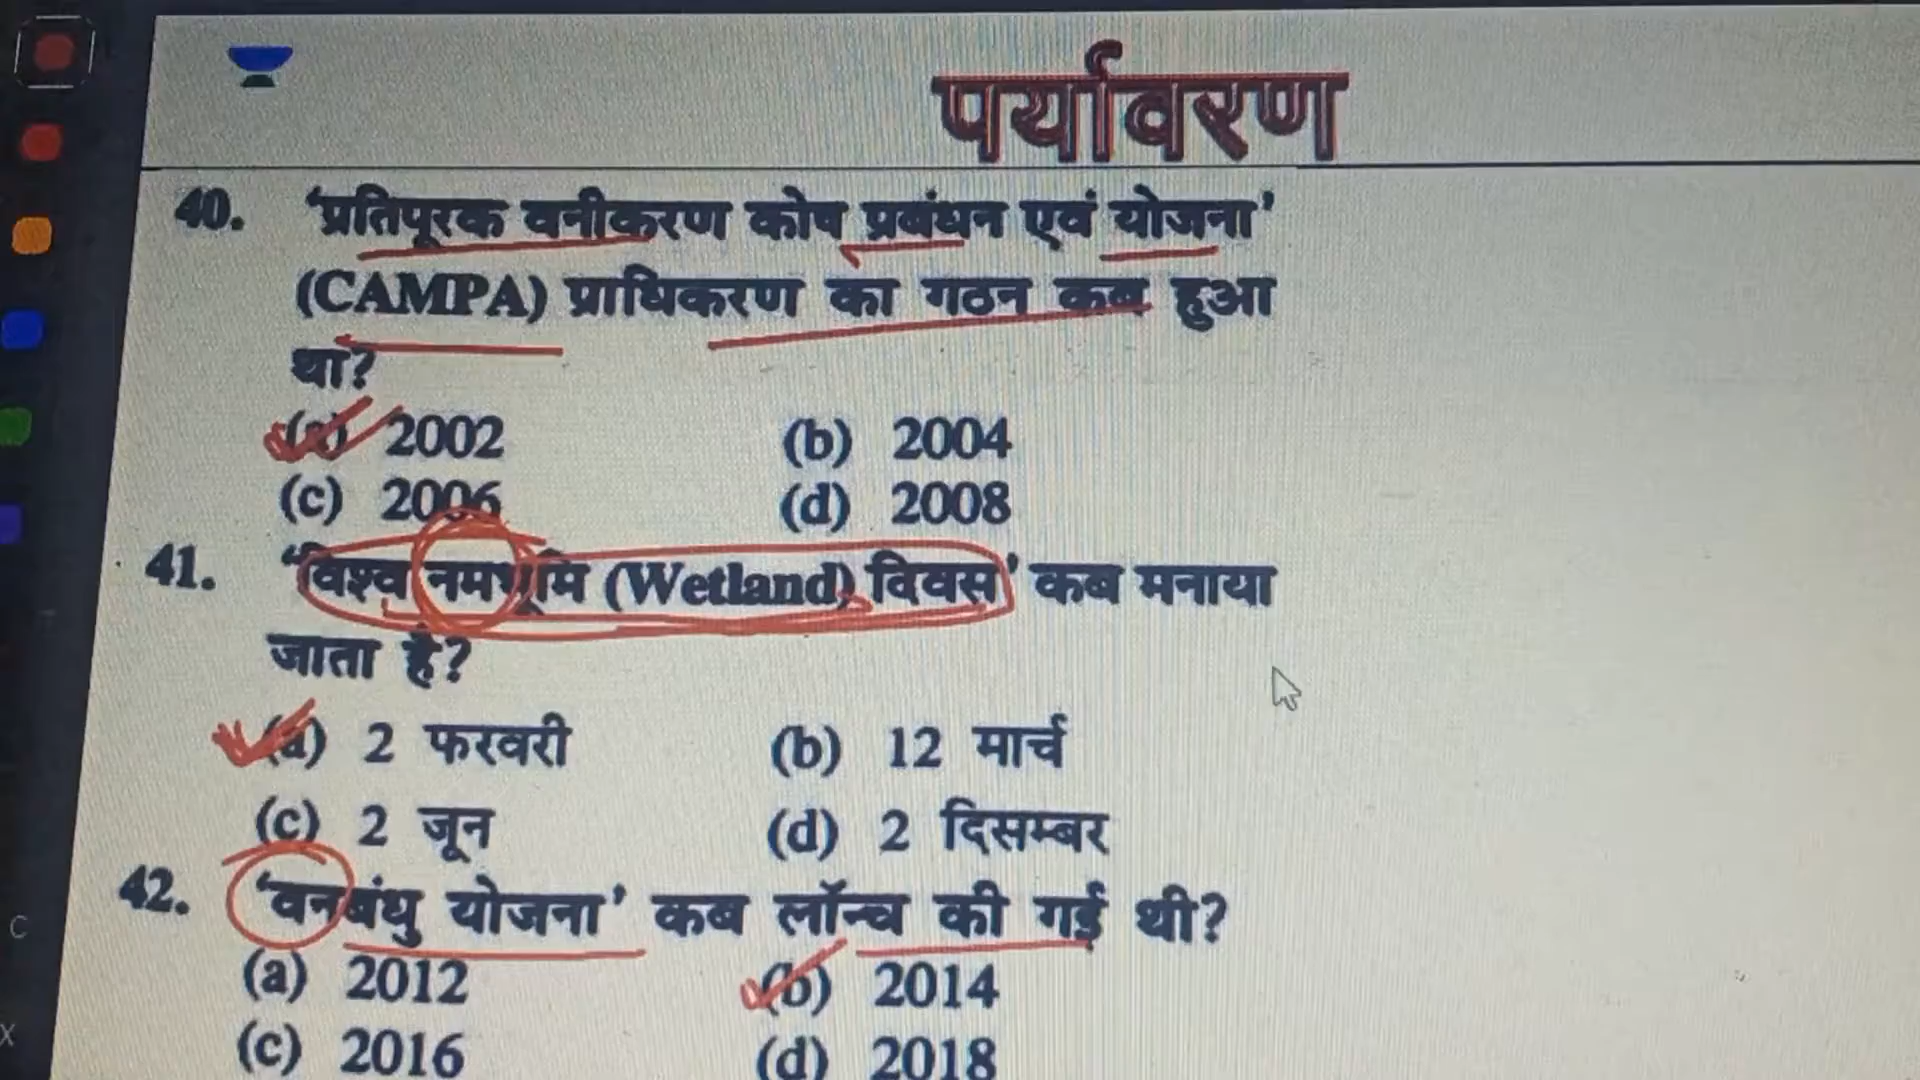 पर्यावरण
40. ‘प्रतिपूरक वनीकरण कोष प्रबंधन एवं योजना’
(CAMPA) प्राधिकरण का गठन कब हुआ
था?
(a) 2002 (b) 2004
(c) 2006 (d) 2008
41. ‘विश्व नमभूमि (Wetland) दिवस’ कब मनाया
जाता है?
(a) 2 फरवरी (b) 12 मार्च
(c) 2 जून (d) 2 दिसम्बर
42. ‘वनबंधु योजना’ कब लॉन्च की गई थी?
(a) 2012 (b) 2014
(c) 2016 (d) 2018
C
X